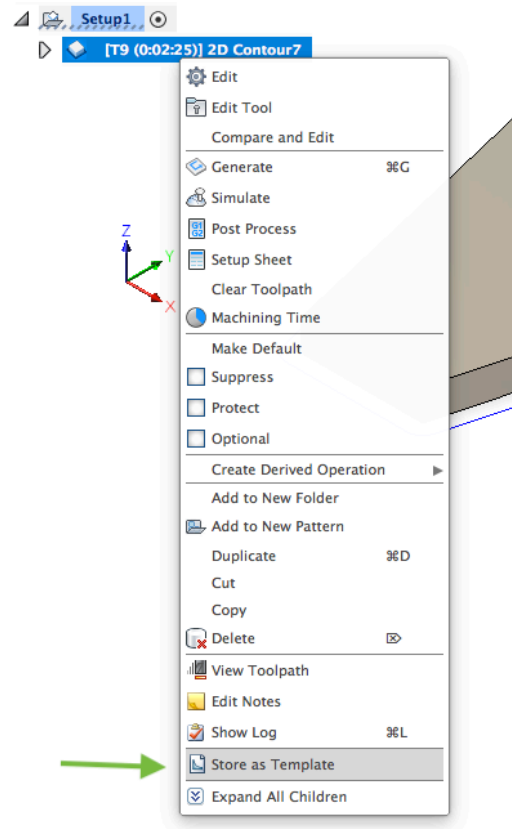 Setup1
[T9 (0:02:25)] 2D Contour7
Edit
Edit Tool
Compare and Edit
Generate ⌘G
Simulate
G1 G2 Post Process
Setup Sheet
Clear Toolpath
Machining Time
Make Default
Suppress
Protect
Optional
Create Derived Operation
Add to New Folder
Add to New Pattern
Duplicate ⌘D
Cut
Copy
Delete ⌦
View Toolpath
Edit Notes
Show Log ⌘L
Store as Template
Expand All Children
Z
Y
X